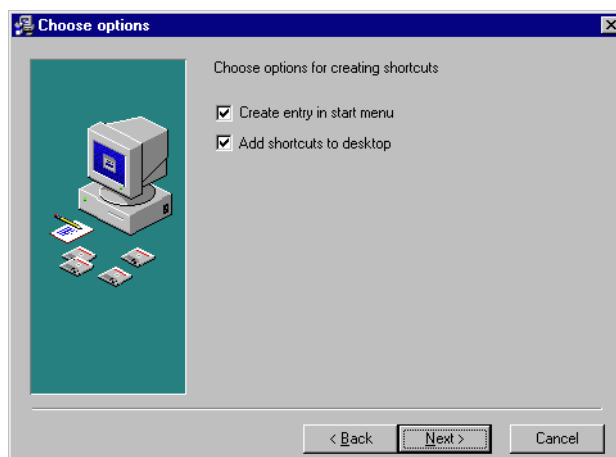 Choose options
Choose options for creating shortcuts
Create entry in start menu
Add shortcuts to desktop
< Back
Next >
Cancel